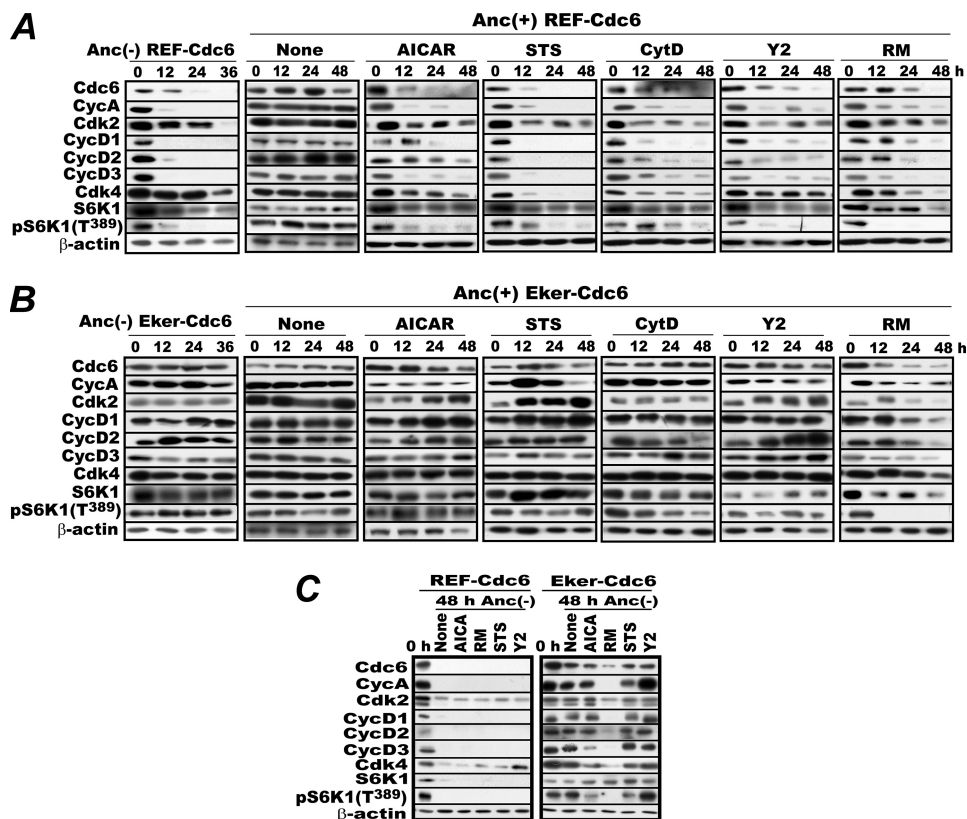 A
Anc(+) REF-Cdc6
Anc(-) REF-Cdc6 None AICAR STS CytD Y2 RM
0 12 24 36 0 12 24 48 0 12 24 48 0 12 24 48 0 12 24 48 0 12 24 48 0 12 24 48 h
Cdc6
CycA
Cdk2
CycD1
CycD2
CycD3
Cdk4
S6K1
pS6K1(T389)
β-actin
B
Anc(+) Eker-Cdc6
Anc(-) Eker-Cdc6 None AICAR STS CytD Y2 RM
0 12 24 36 0 12 24 48 0 12 24 48 0 12 24 48 0 12 24 48 0 12 24 48 0 12 24 48 h
Cdc6
CycA
Cdk2
CycD1
CycD2
CycD3
Cdk4
S6K1
pS6K1(T389)
β-actin
C
REF-Cdc6 Eker-Cdc6
48 h Anc(-) 48 h Anc(-)
0 h None AICA RM STS Y2 0 h None AICA RM STS Y2
Cdc6
CycA
Cdk2
CycD1
CycD2
CycD3
Cdk4
S6K1
pS6K1(T389)
β-actin